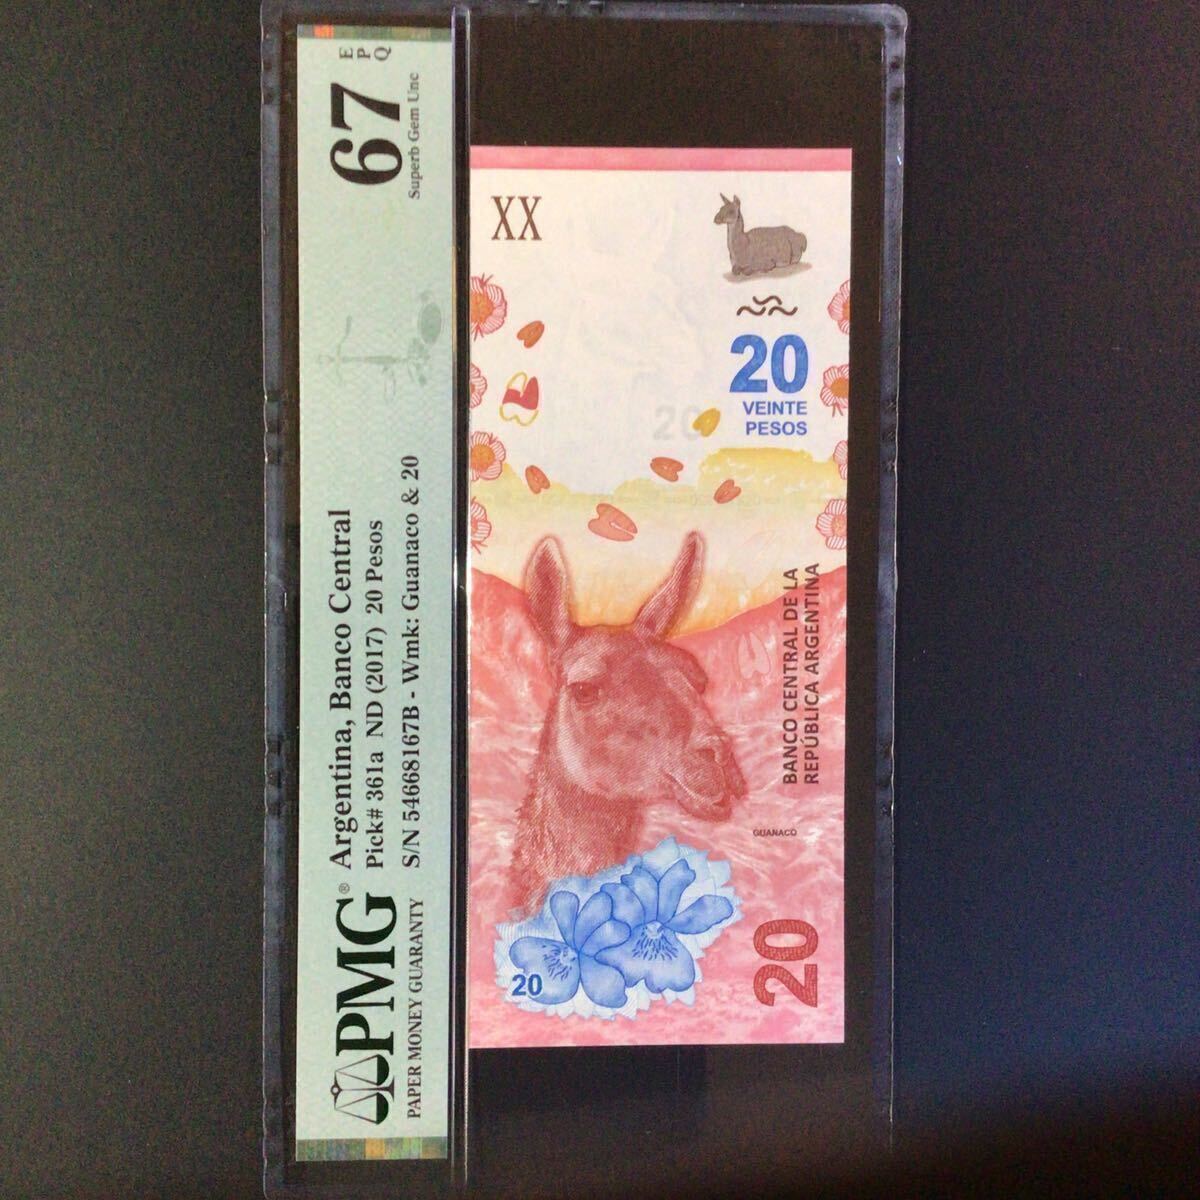 PMG®
PAPER MONEY GUARANTY
Argentina, Banco Central
Pick# 361a ND (2017) 20 Pesos
S/N 54668167B - Wmk: Guanaco & 20
67
EPQ
Superb Gem Unc
XX
20
VEINTE
PESOS
20
BANCO CENTRAL DE LA
REPÚBLICA ARGENTINA
GUANACO
20
20